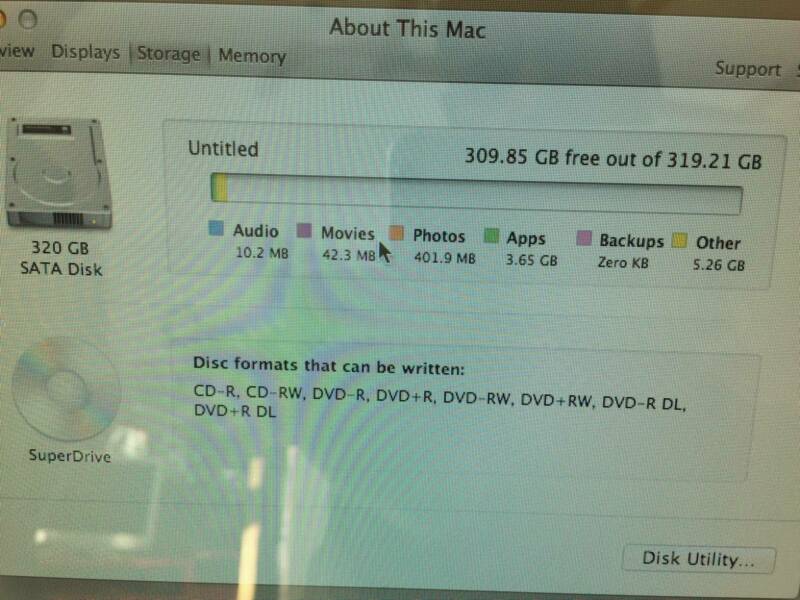 About This Mac
view Displays Storage Memory
Support
Untitled
309.85 GB free out of 319.21 GB
Audio Movies Photos Apps Backups Other
10.2 MB 42.3 MB 401.9 MB 3.65 GB Zero KB 5.26 GB
320 GB
SATA Disk
Disc formats that can be written:
CD-R, CD-RW, DVD-R, DVD+R, DVD-RW, DVD+RW, DVD-R DL,
DVD+R DL
SuperDrive
Disk Utility...